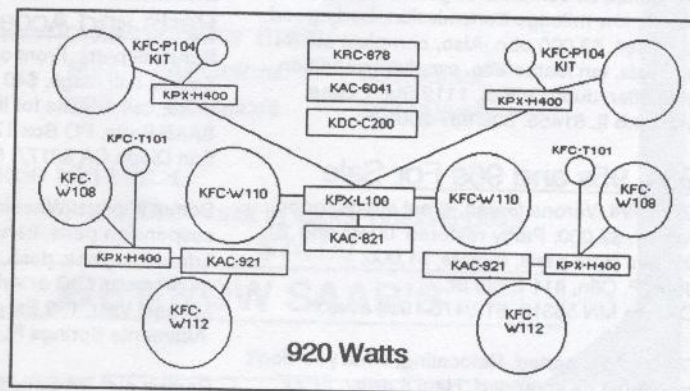 KFC-P104
KIT
KPX-H400
KRC-878
KAC-6041
KDC-C200
KFC-P104
KIT
KPX-H400
KFC-T101
KFC-
W108
KPX-H400
KFC-W110
KPX-L100
KAC-821
KFC-W110
KFC-T101
KFC-
W108
KPX-H400
KAC-921
KAC-921
KFC-
W112
KFC-
W112
920 Watts